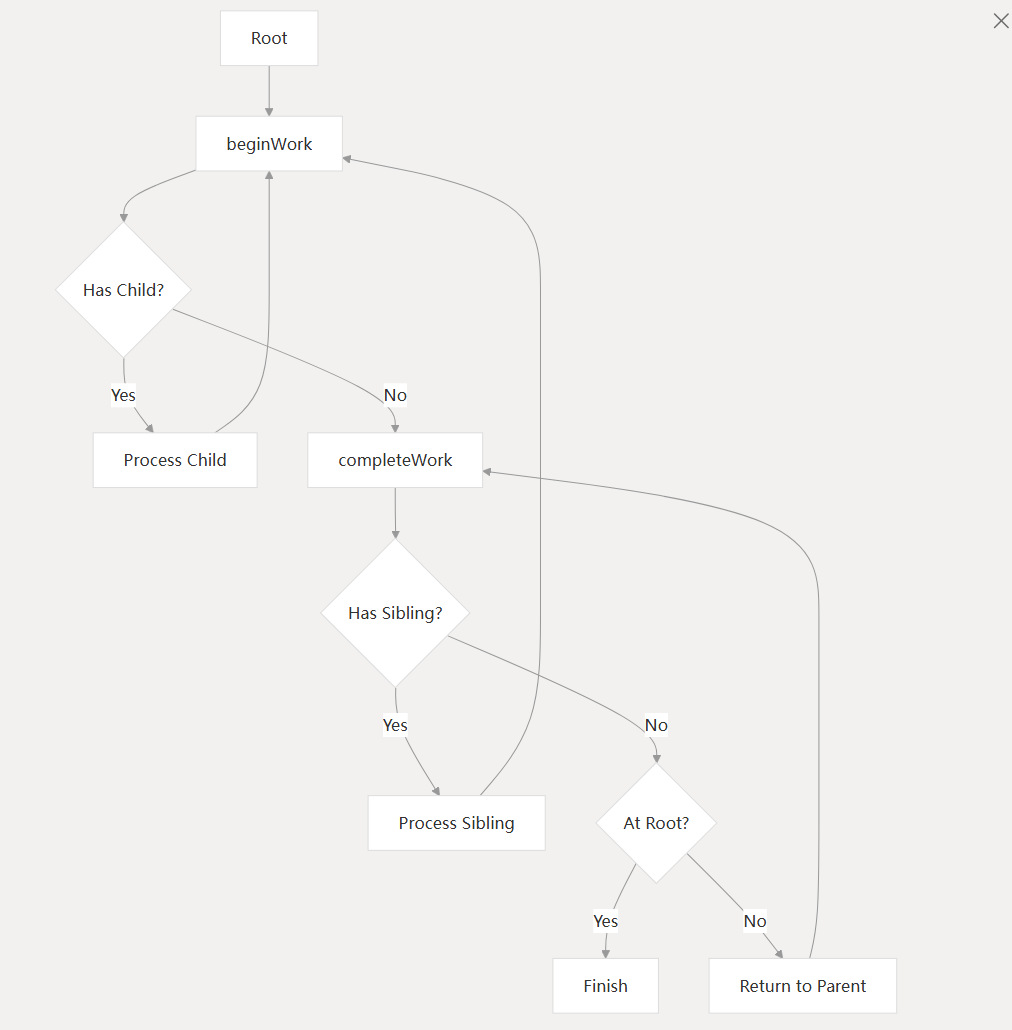 Root
beginWork
Has Child?
Yes
No
Process Child
completeWork
Has Sibling?
Yes
No
Process Sibling
At Root?
Yes
No
Finish
Return to Parent